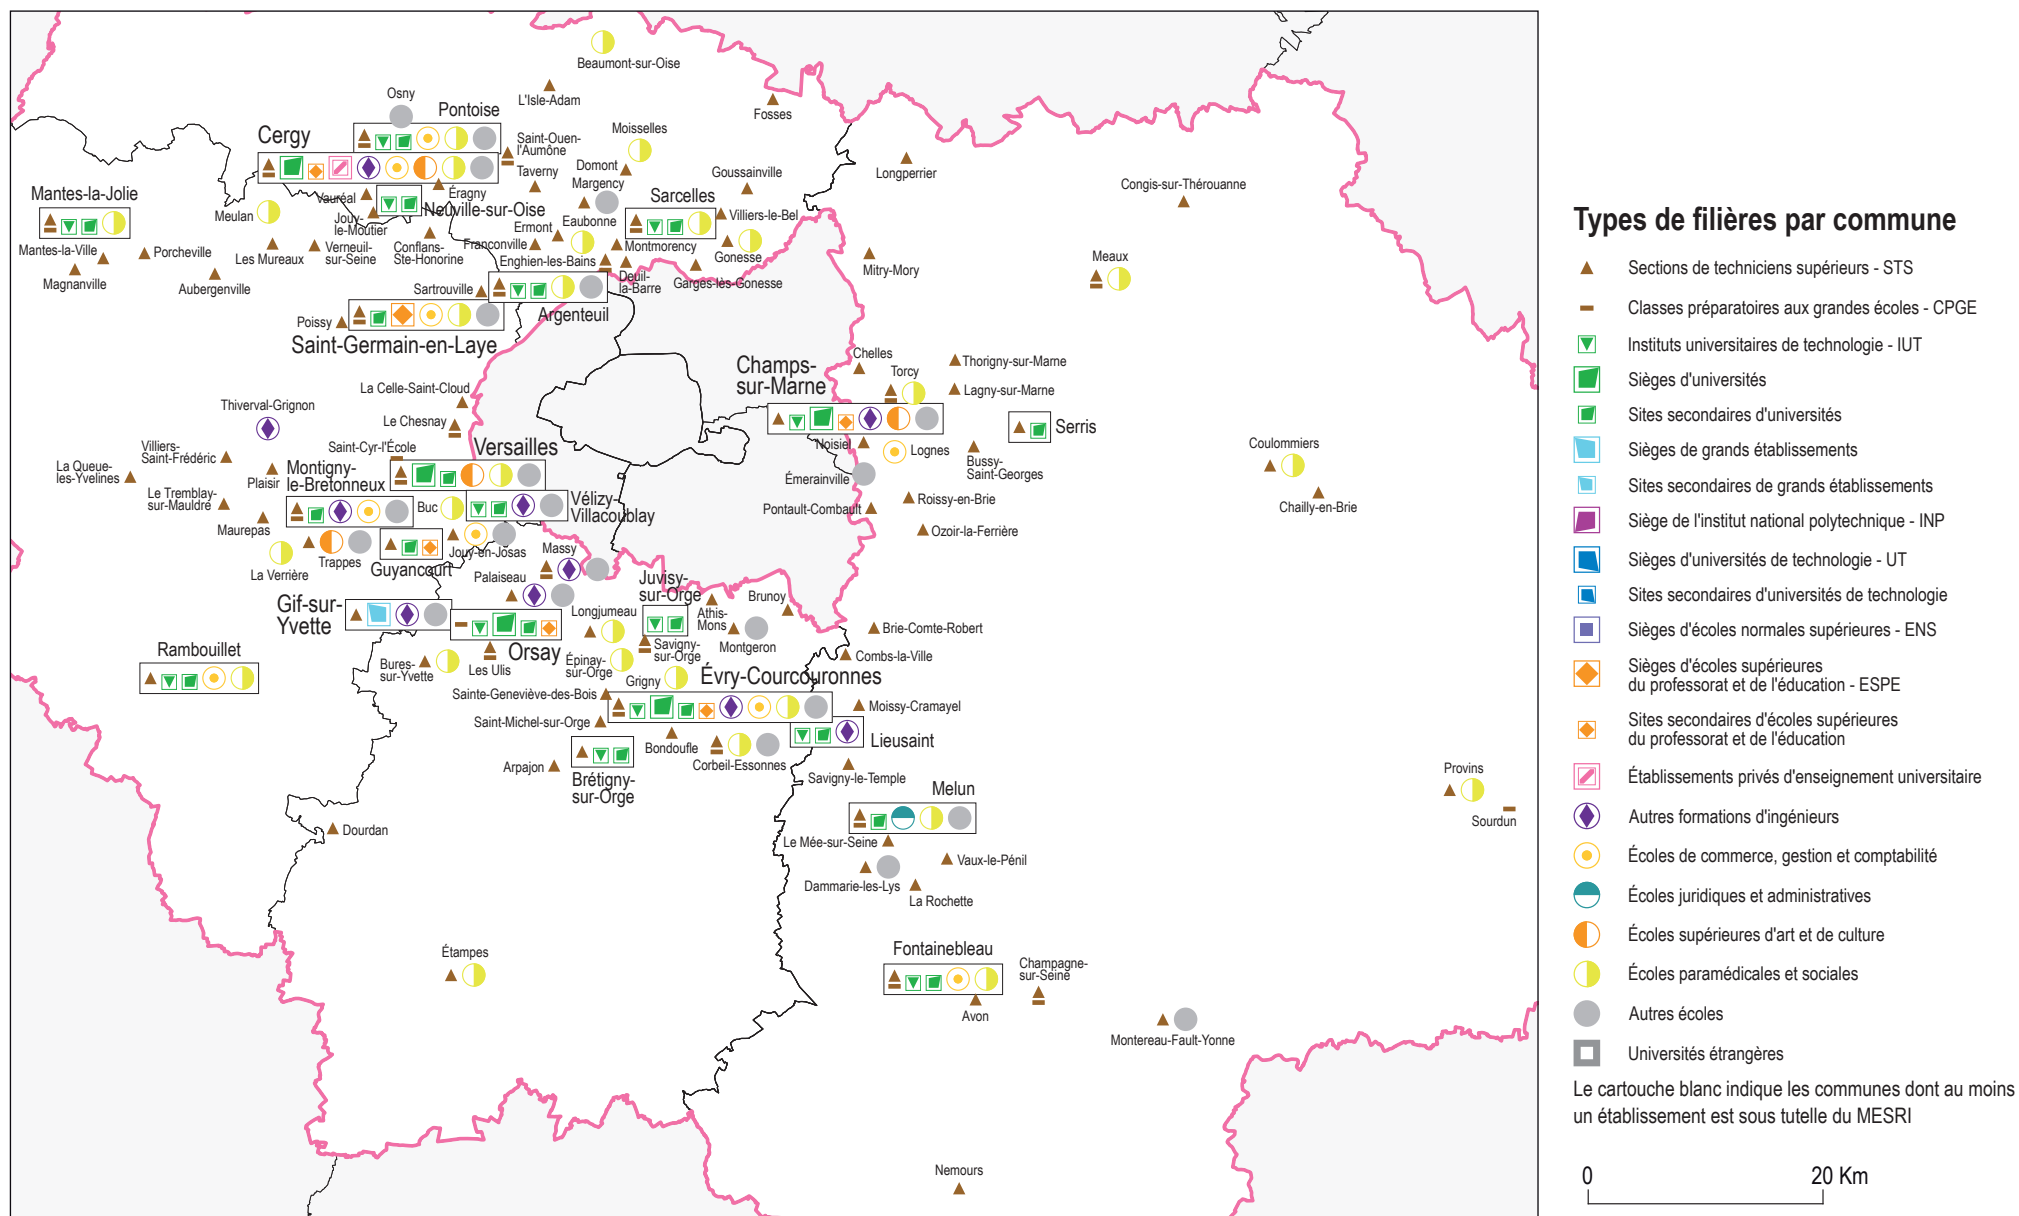 Beaumont-sur-Oise
L'Isle-Adam
Fosses
Osny
Pontoise
Cergy
Saint-Ouen-
l'Aumône
Moisselles
Domont
Taverny
Margency
Goussainville
Longperrier
Congis-sur-Thérouanne
Mantes-la-Jolie
Meulan
Vauréal
Éragny
Jouy-
le-Moutier
Neuville-sur-Oise
Eaubonne
Ermont
Sarcelles
Villiers-le-Bel
Mantes-la-Ville
Porcheville
Magnanville
Aubergenville
Les Mureaux
Verneuil-
sur-Seine
Conflans-
Ste-Honorine
Franconville
Enghien-les-Bains
Montmorency
Deuil-
la-Barre
Gonesse
Garges-lès-Gonesse
Mitry-Mory
Meaux
Sartrouville
Argenteuil
Poissy
Saint-Germain-en-Laye
La Celle-Saint-Cloud
Le Chesnay
Saint-Cyr-l'École
Versailles
Thiverval-Grignon
Villiers-
Saint-Frédéric
La Queue-
les-Yvelines
Plaisir
Le Tremblay-
sur-Mauldre
Maurepas
Montigny-
le-Bretonneux
Buc
Vélizy-
Villacoublay
Trappes
La Verrière
Guyancourt
Jouy-en-Josas
Massy
Palaiseau
Champs-
sur-Marne
Chelles
Torcy
Thorigny-sur-Marne
Lagny-sur-Marne
Serris
Noisiel
Lognes
Bussy-
Saint-Georges
Émerainville
Pontault-Combault
Roissy-en-Brie
Ozoir-la-Ferrière
Coulommiers
Chailly-en-Brie
Gif-sur-
Yvette
Orsay
Longjumeau
Juvisy-
sur-Orge
Athis-
Mons
Brunoy
Montgeron
Savigny-
sur-Orge
Brie-Comte-Robert
Combs-la-Ville
Rambouillet
Bures-
sur-Yvette
Les Ulis
Épinay-
sur-Orge
Grigny
Évry-Courcouronnes
Sainte-Geneviève-des-Bois
Saint-Michel-sur-Orge
Moissy-Cramayel
Lieusaint
Bondoufle
Corbeil-Essonnes
Arpajon
Brétigny-
sur-Orge
Savigny-le-Temple
Melun
Le Mée-sur-Seine
Vaux-le-Pénil
Dammarie-les-Lys
La Rochette
Provins
Sourdun
Dourdan
Étampes
Fontainebleau
Champagne-
sur-Seine
Avon
Montereau-Fault-Yonne
Nemours
Types de filières par commune
Sections de techniciens supérieurs - STS
Classes préparatoires aux grandes écoles - CPGE
Instituts universitaires de technologie - IUT
Sièges d'universités
Sites secondaires d'universités
Sièges de grands établissements
Sites secondaires de grands établissements
Siège de l'institut national polytechnique - INP
Sièges d'universités de technologie - UT
Sites secondaires d'universités de technologie
Sièges d'écoles normales supérieures - ENS
Sièges d'écoles supérieures
du professorat et de l'éducation - ESPE
Sites secondaires d'écoles supérieures
du professorat et de l'éducation
Établissements privés d'enseignement universitaire
Autres formations d'ingénieurs
Écoles de commerce, gestion et comptabilité
Écoles juridiques et administratives
Écoles supérieures d'art et de culture
Écoles paramédicales et sociales
Autres écoles
Universités étrangères
Le cartouche blanc indique les communes dont au moins
un établissement est sous tutelle du MESRI
0 20 Km